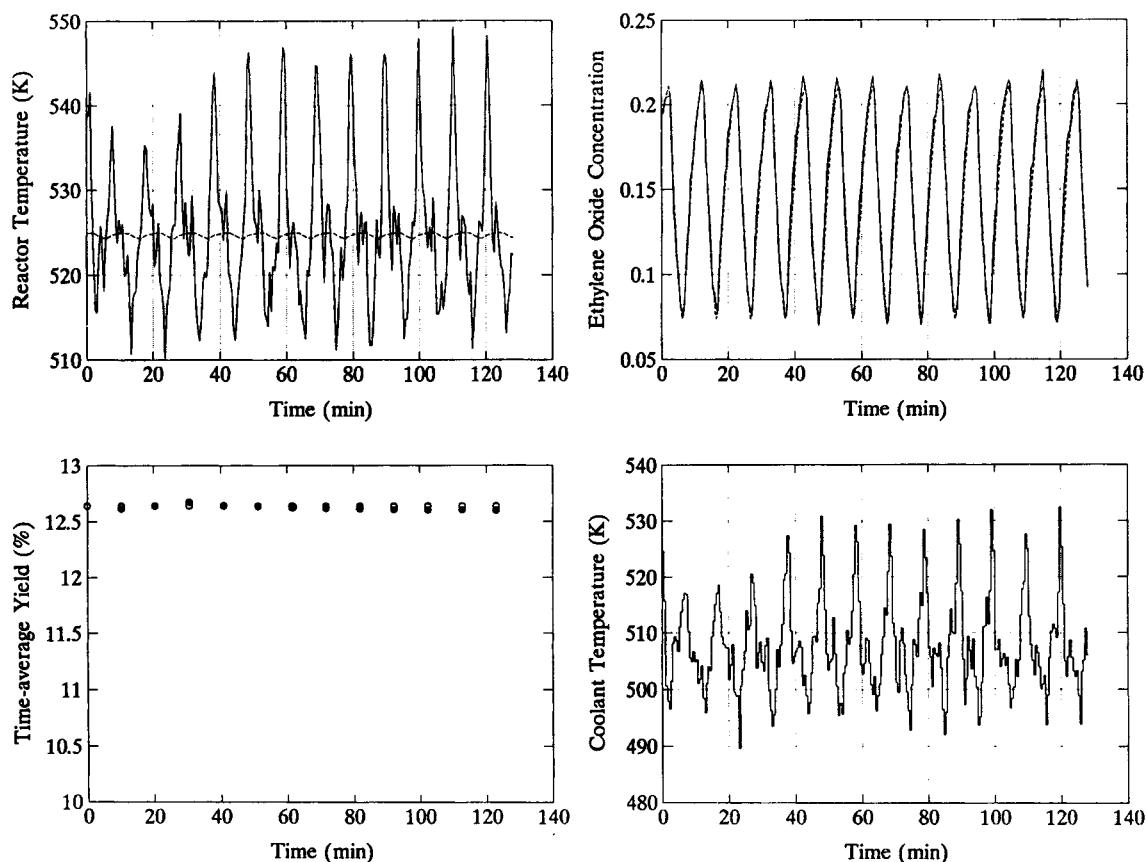 550
540
530
520
510
Reactor Temperature (K)
0 20 40 60 80 100 120 140
Time (min)
0.25
0.2
0.15
0.1
0.05
Ethylene Oxide Concentration
0 20 40 60 80 100 120 140
Time (min)
13
12.5
12
11.5
11
10.5
10
Time-average Yield (%)
0 20 40 60 80 100 120 140
Time (min)
540
530
520
510
500
490
480
Coolant Temperature (K)
0 20 40 60 80 100 120 140
Time (min)